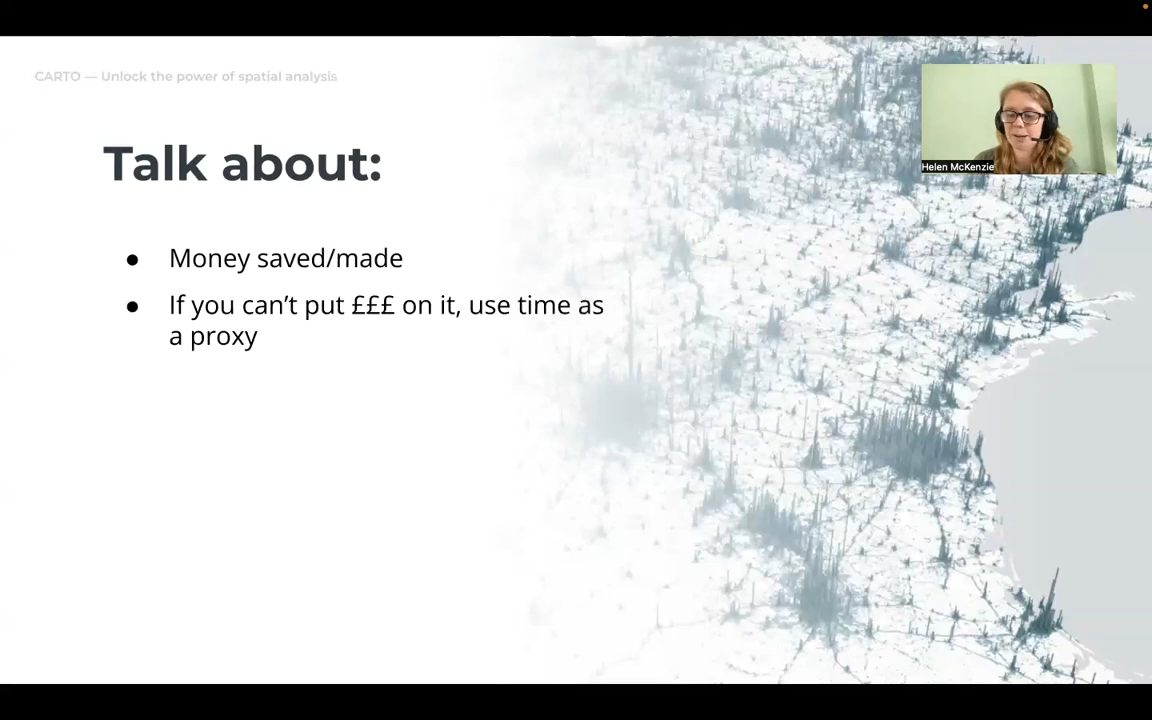 CARTO — Unlock the power of spatial analysis
Helen McKenzie
Talk about:
● Money saved/made
● If you can’t put £££ on it, use time as
a proxy